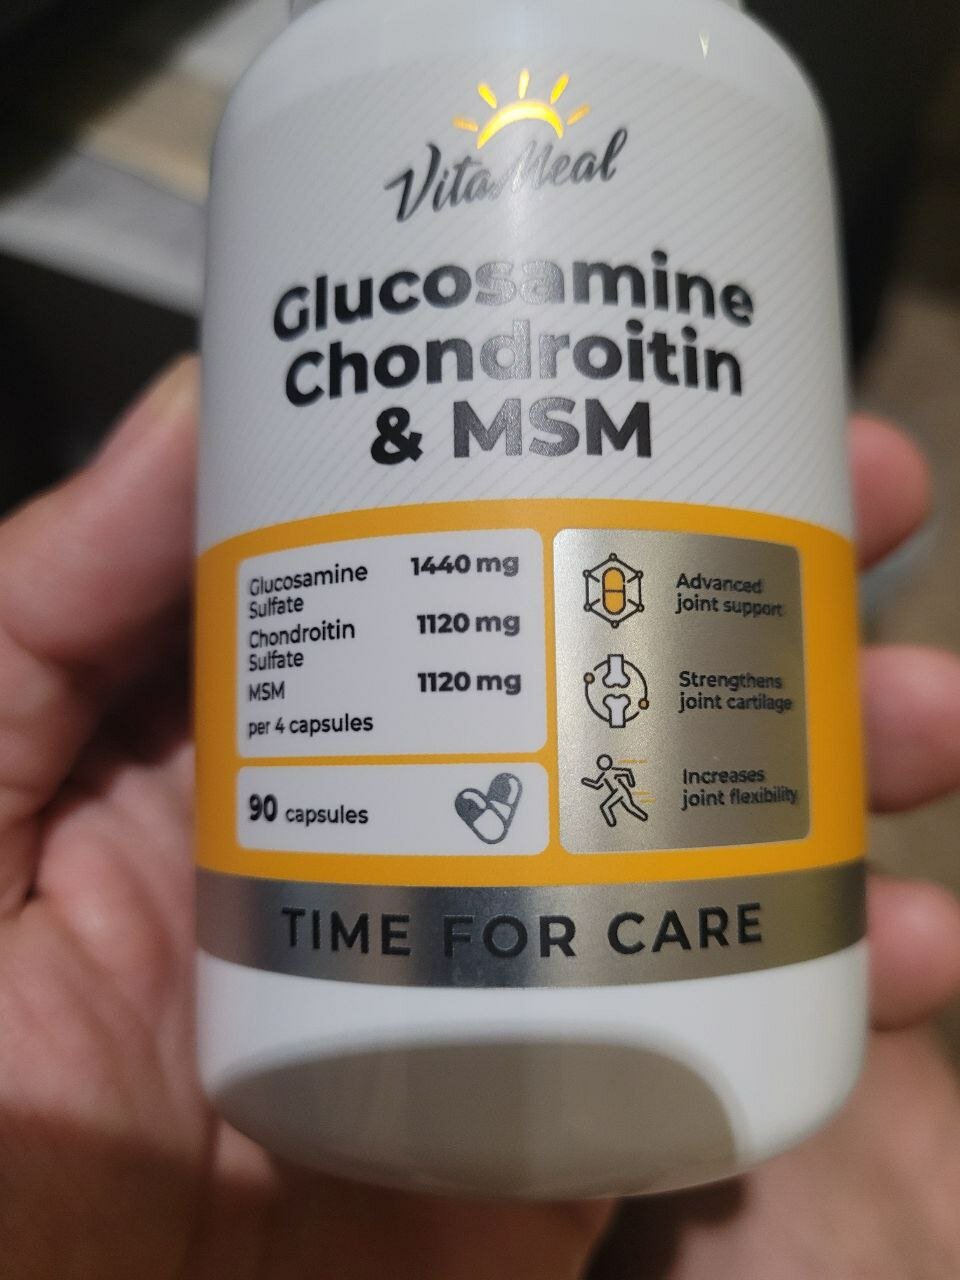 VitaMeal
Glucosamine
Chondroitin
& MSM
Glucosamine
Sulfate
1440 mg
Chondroitin
Sulfate
1120 mg
MSM
1120 mg
per 4 capsules
90 capsules
Advanced
joint support
Strengthens
joint cartilage
Increases
joint flexibility
TIME FOR CARE